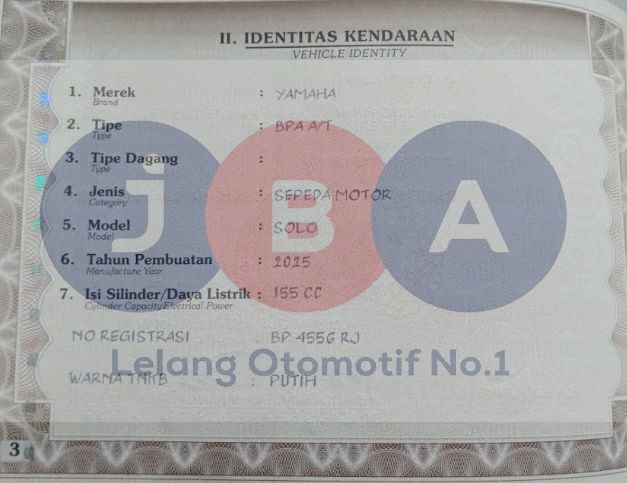 II. IDENTITAS KENDARAAN
VEHICLE IDENTITY
1. Merek : YAMAHA
Brand
2. Tipe : BPA A/T
Type
3. Tipe Dagang :
Type
4. Jenis : SEPEDA MOTOR
Category
5. Model : SOLO
Model
6. Tahun Pembuatan : 2025
Manufacture Year
7. Isi Silinder/Daya Listrik : 155 CC
Cylinder Capacity/Electrical Power
NO REGISTRASI : BP 4556 RJ
WARNA TNKB : PUTIH
3
JBA
Lelang Otomotif No.1